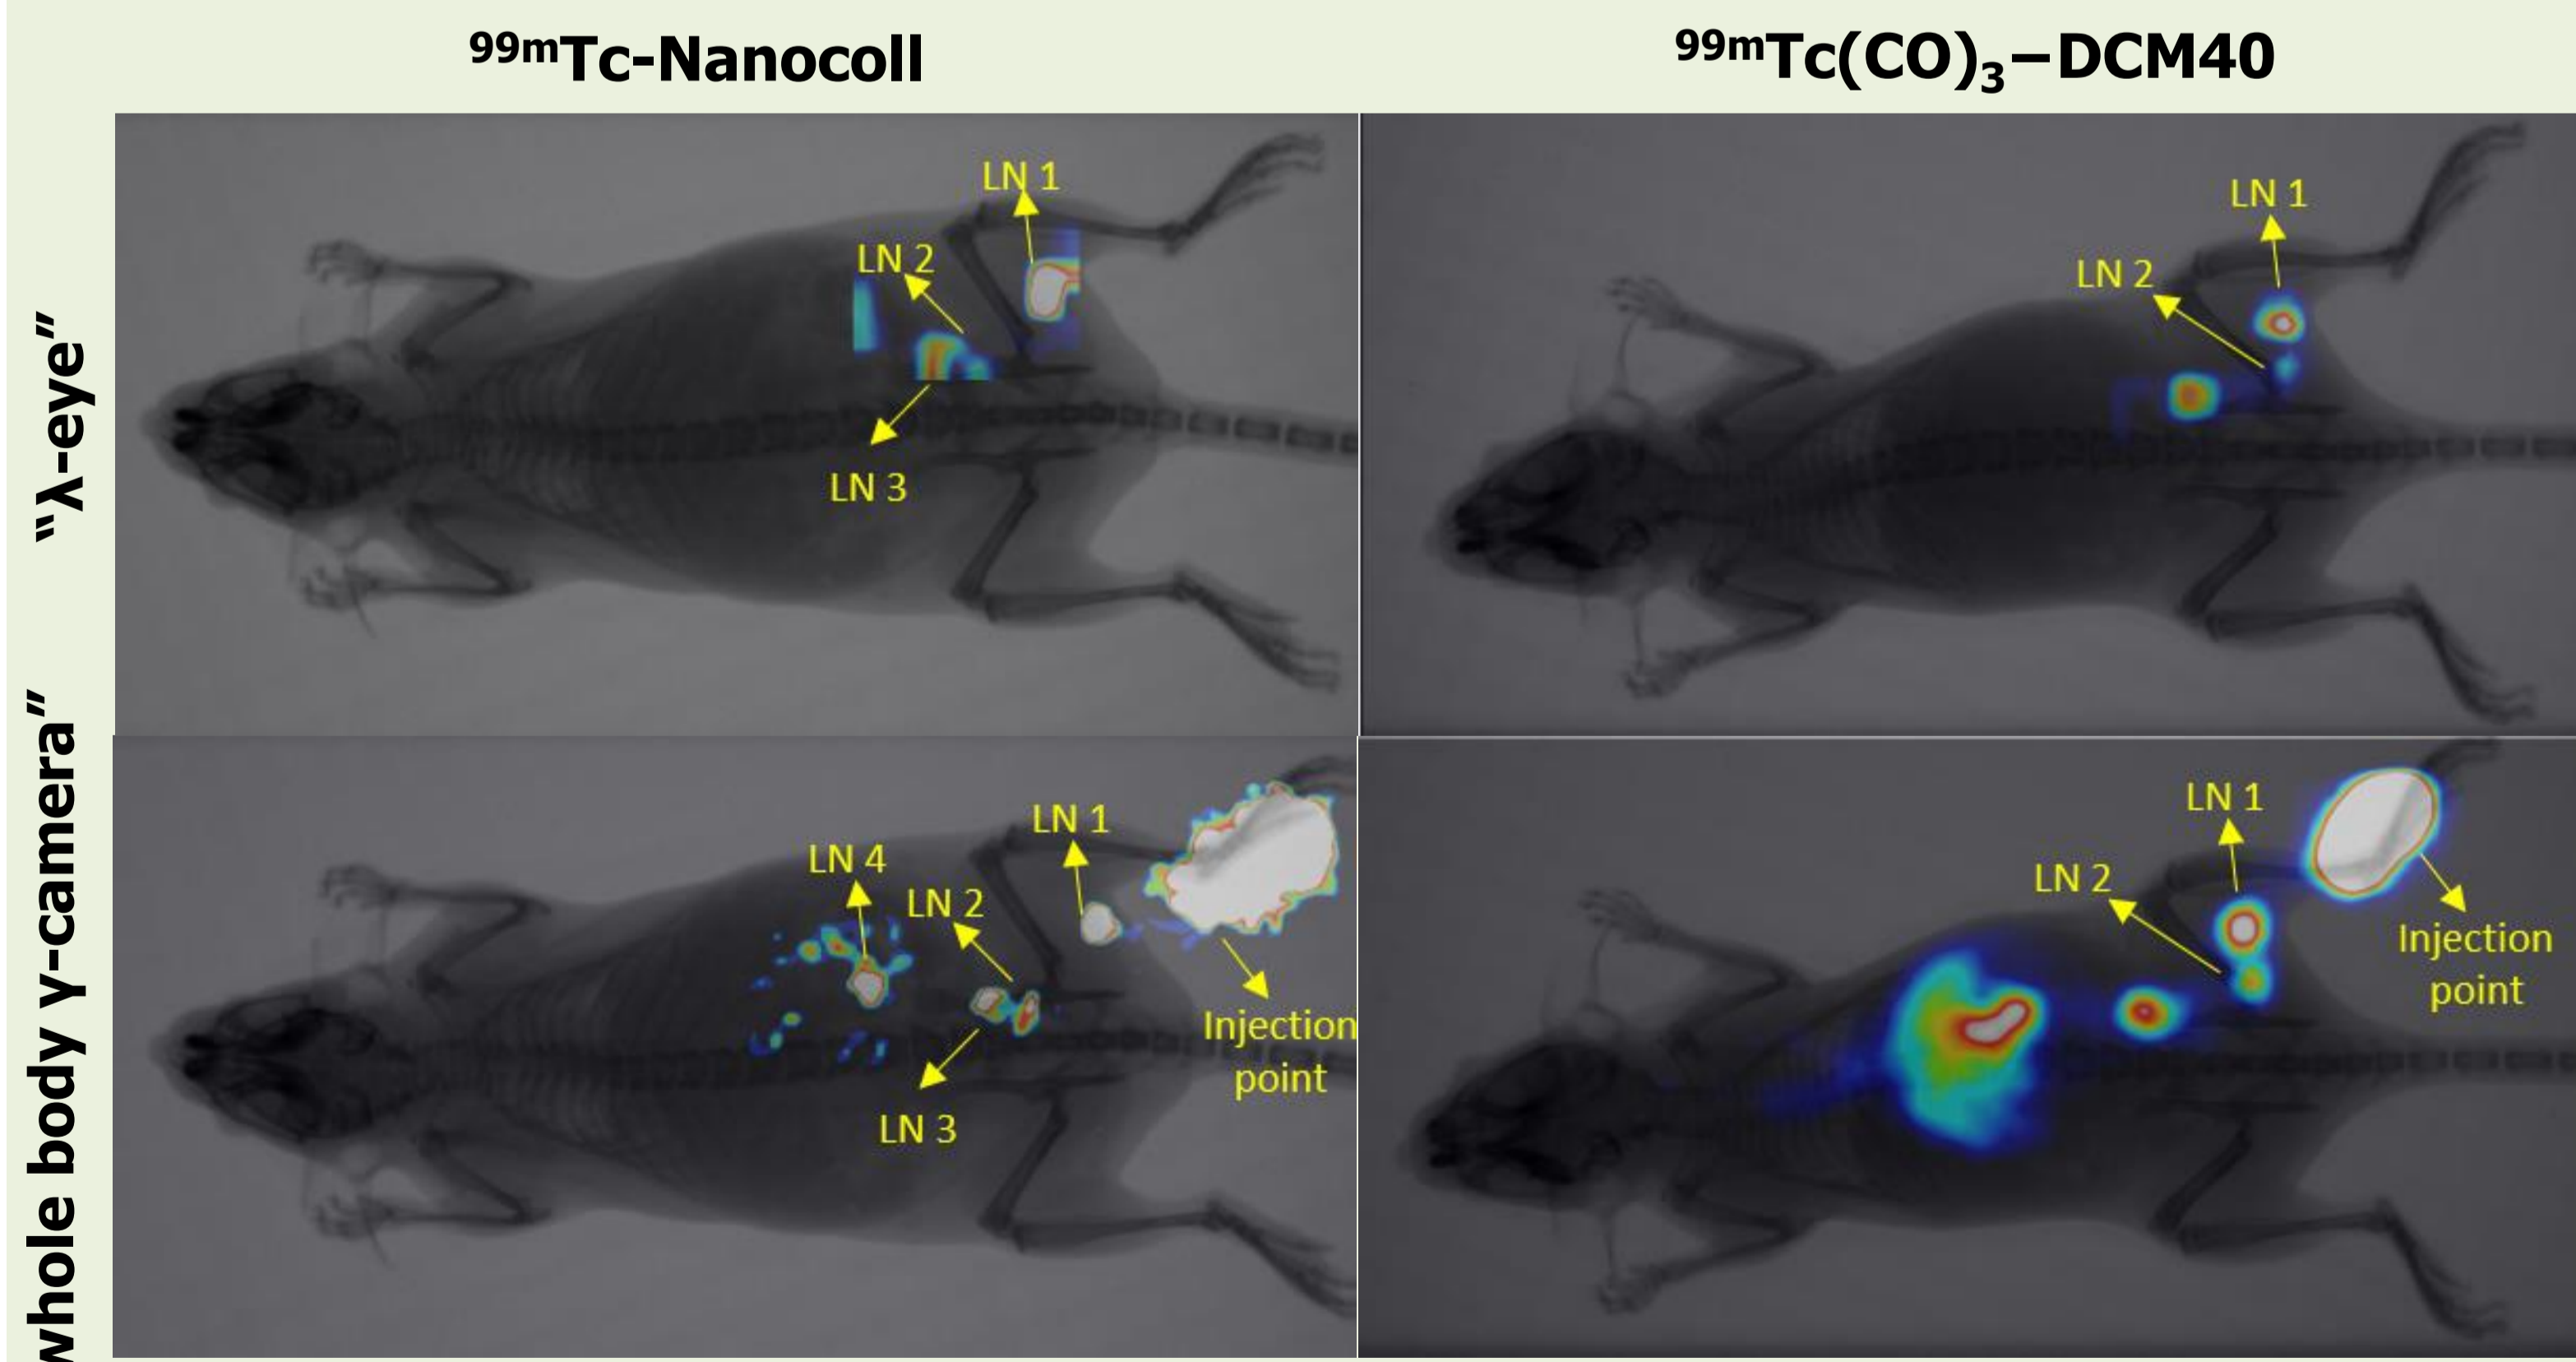 ⁹⁹ᵐTc-Nanocoll
⁹⁹ᵐTc(CO)₃–DCM40
“λ-eye”
LN 1
LN 2
LN 3
LN 1
LN 2
whole body γ-camera”
LN 1
LN 4
LN 2
LN 3
Injection
point
LN 1
LN 2
Injection
point